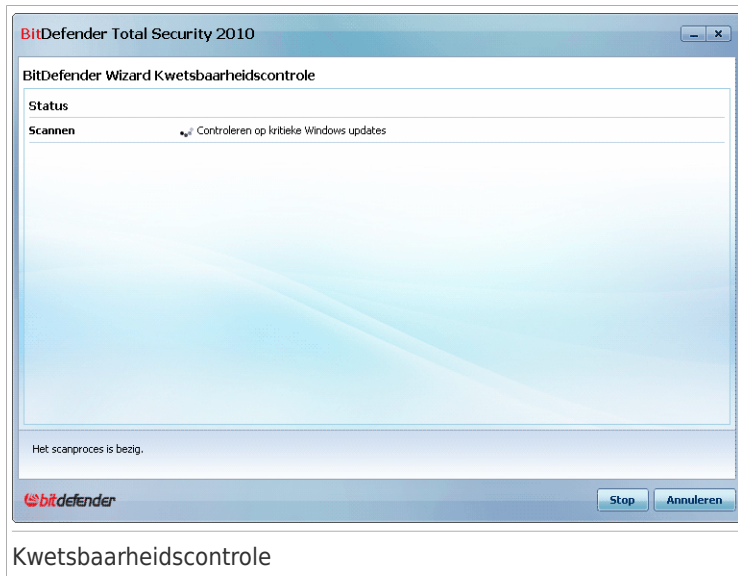 BitDefender Total Security 2010
BitDefender Wizard Kwetsbaarheidscontrole
Status
Scannen Controleren op kritieke Windows updates
Het scanproces is bezig.
bitdefender
Stop Annuleren
Kwetsbaarheidscontrole